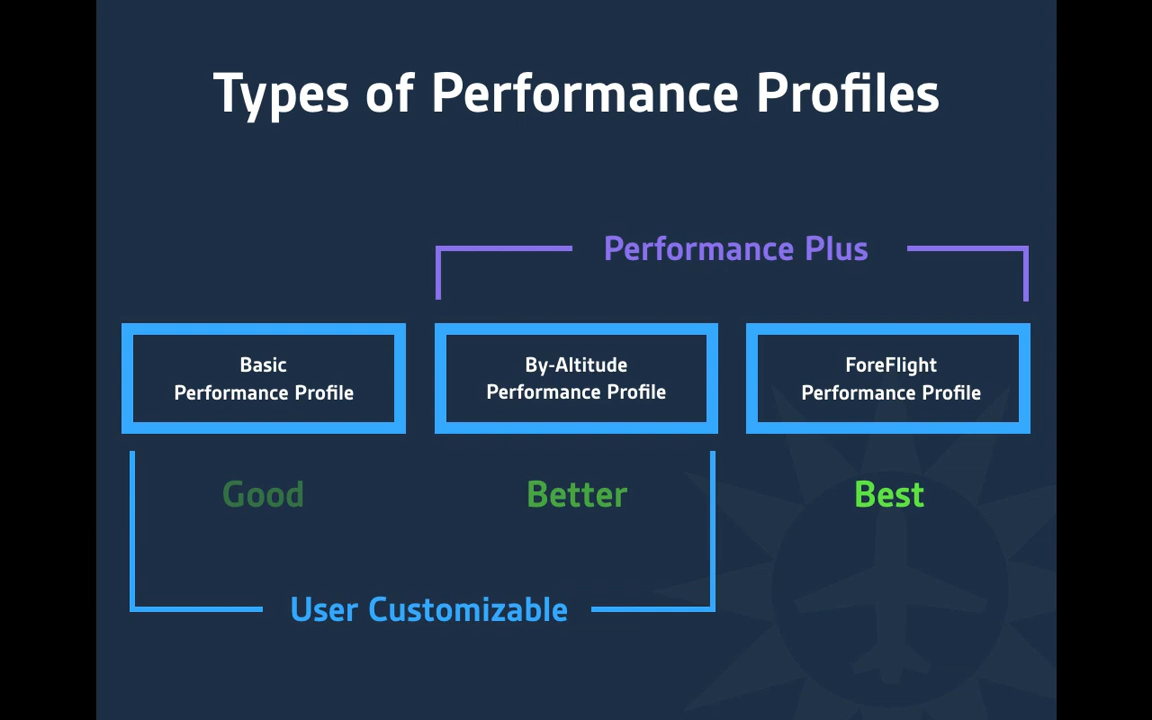 Types of Performance Profiles
Performance Plus
Basic
Performance Profile
By-Altitude
Performance Profile
ForeFlight
Performance Profile
Good
Better
Best
User Customizable